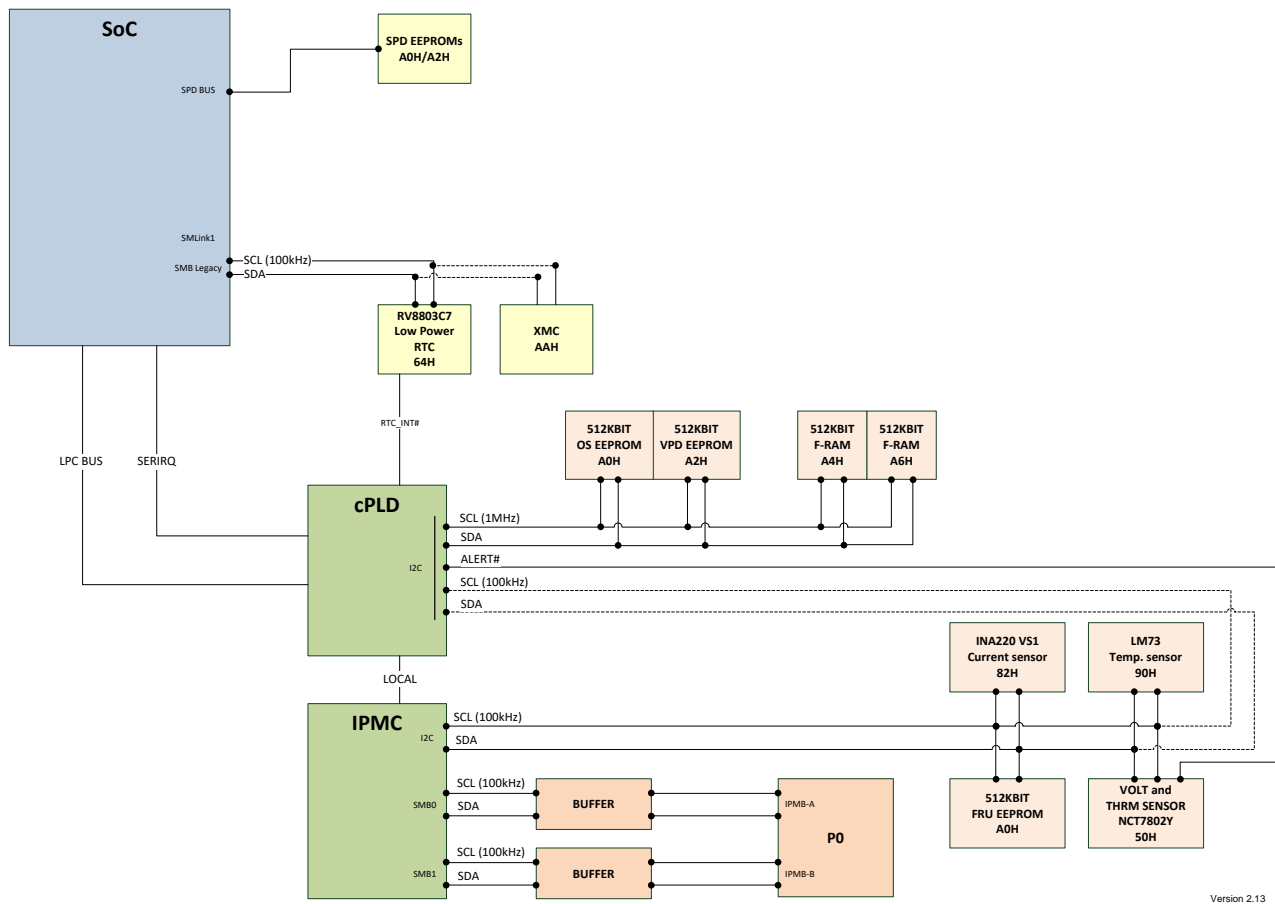 SoC
SPD EEPROMs
A0H/A2H
SPD BUS
SMLink1
SMB Legacy
SCL (100kHz)
SDA
RV8803C7
Low Power
RTC
64H
XMC
AAH
RTC_INT#
LPC BUS
SERIRQ
512KBIT
OS EEPROM
A0H
512KBIT
VPD EEPROM
A2H
512KBIT
F-RAM
A4H
512KBIT
F-RAM
A6H
cPLD
I2C
SCL (1MHz)
SDA
ALERT#
SCL (100kHz)
SDA
INA220 VS1
Current sensor
82H
LM73
Temp. sensor
90H
LOCAL
IPMC
I2C
SCL (100kHz)
SDA
SMB0
SCL (100kHz)
SDA
BUFFER
IPMB-A
P0
SMB1
SCL (100kHz)
SDA
BUFFER
IPMB-B
512KBIT
FRU EEPROM
A0H
VOLT and
THRM SENSOR
NCT7802Y
50H
Version 2.13